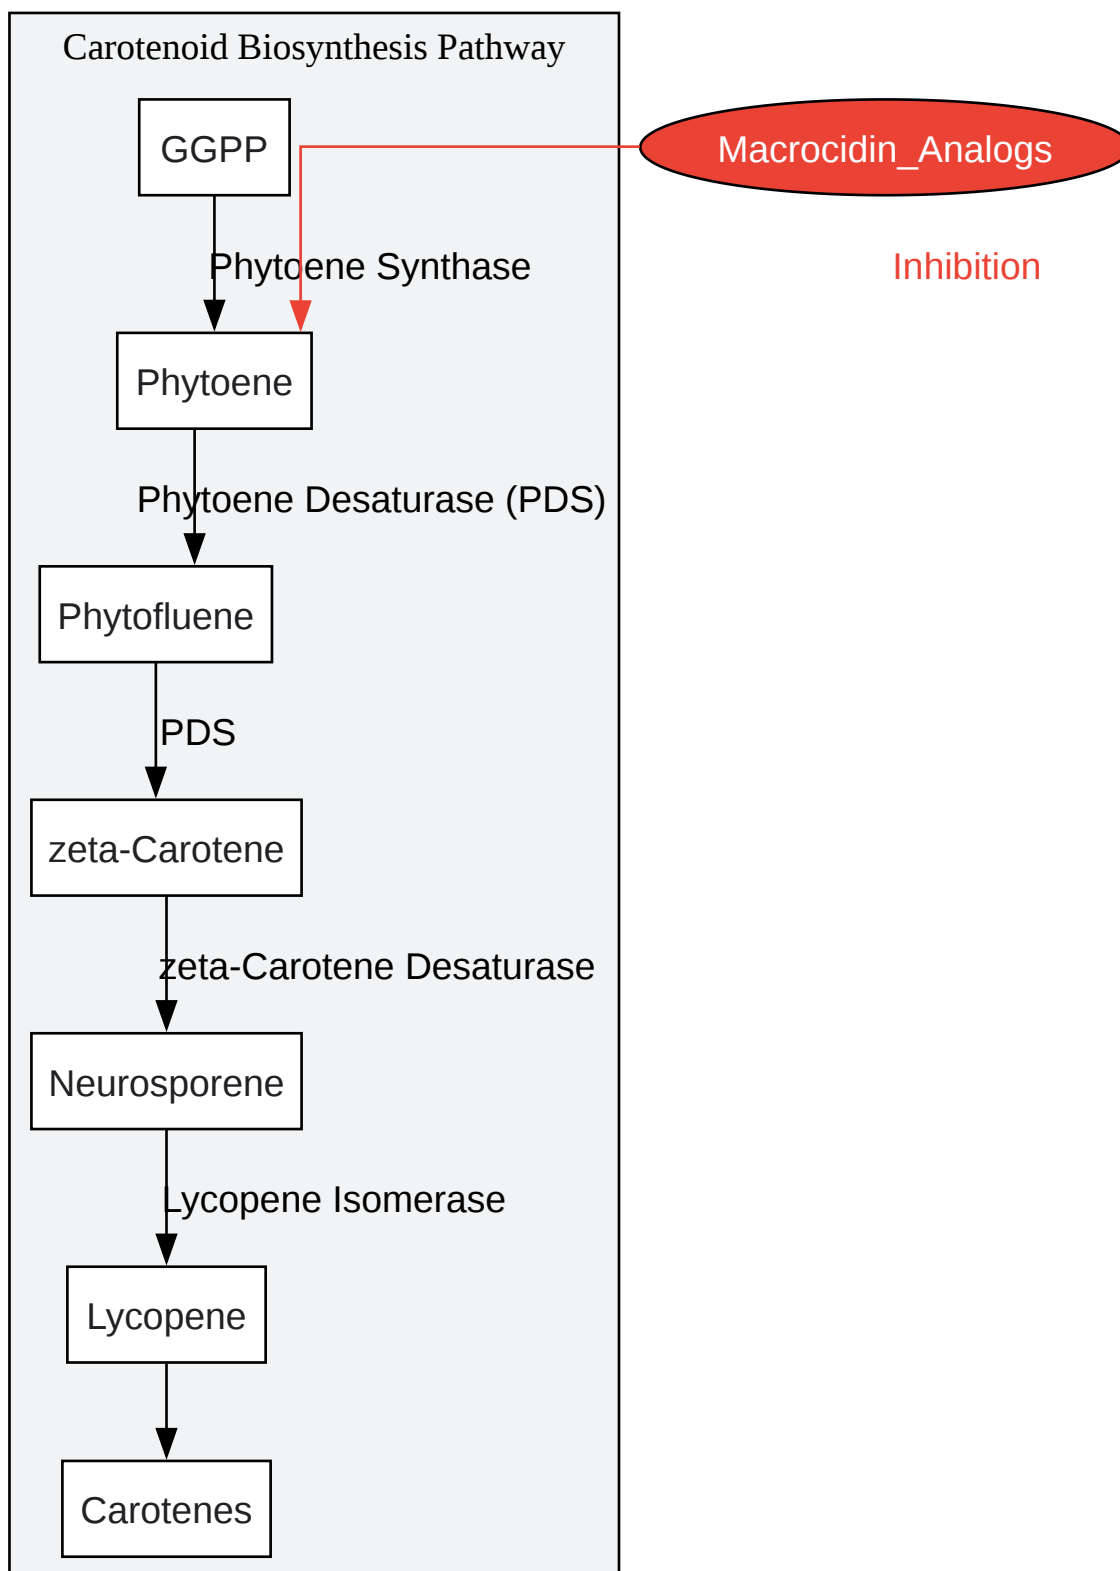 Carotenoid Biosynthesis Pathway
GGPP
Macrocidin_Analogs
Phytoene Synthase
Inhibition
Phytoene
Phytoene Desaturase (PDS)
Phytofluene
PDS
zeta-Carotene
zeta-Carotene Desaturase
Neurosporene
Lycopene Isomerase
Lycopene
Carotenes